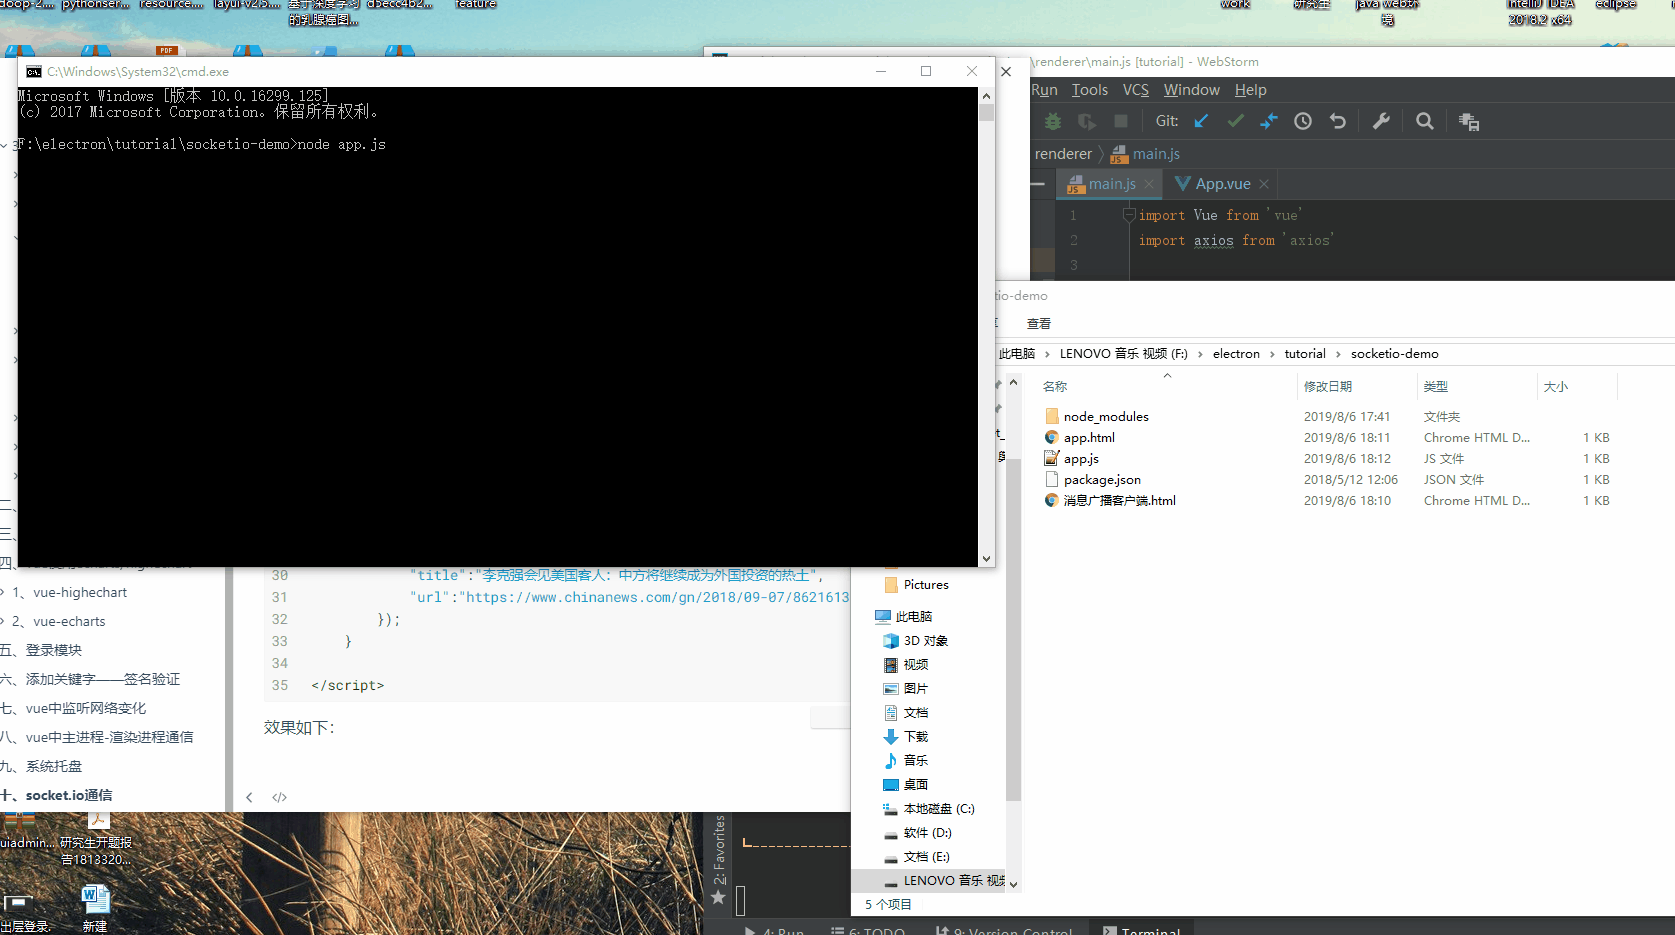 doop-2....
pythonser...
resource....
layui-v2.5....
基于深度学习
的乳腺癌图...
d5ecc4b2...
feature
work
研究生
java web环
境
IntelliJ IDEA
2018.2 x64
eclipse
PDF
C:\Windows\System32\cmd.exe
Microsoft Windows [版本 10.0.16299.125]
(c) 2017 Microsoft Corporation。保留所有权利。
F:\electron\tutorial\socketio-demo>node app.js
\renderer\main.js [tutorial] - WebStorm
Run Tools VCS Window Help
Git:
renderer
main.js
main.js
App.vue
1 import Vue from 'vue'
2 import axios from 'axios'
3
tio-demo
查看
此电脑 › LENOVO 音乐 视频 (F:) › electron › tutorial › socketio-demo
名称 修改日期 类型 大小
node_modules 2019/8/6 17:41 文件夹
app.html 2019/8/6 18:11 Chrome HTML D... 1 KB
app.js 2019/8/6 18:12 JS 文件 1 KB
package.json 2018/5/12 12:06 JSON 文件 1 KB
消息广播客户端.html 2019/8/6 18:10 Chrome HTML D... 1 KB
Pictures
此电脑
3D 对象
视频
图片
文档
下载
音乐
桌面
本地磁盘 (C:)
软件 (D:)
文档 (E:)
LENOVO 音乐 视频
5 个项目
二、
三、
四、
1、vue-highechart
2、vue-echarts
五、登录模块
六、添加关键字——签名验证
七、vue中监听网络变化
八、vue中主进程-渲染进程通信
九、系统托盘
十、socket.io通信
30 "title":"李克强会见美国客人：中方将继续成为外国投资的热土",
31 "url":"https://www.chinanews.com/gn/2018/09-07/8621613
32 });
33 }
34
35 </script>
效果如下：
</>
uiadmin...
研究生开题报
告1813320...
出层登录.
新建
2: Favorites
4: Run
6: TODO
9: Version Control
Terminal